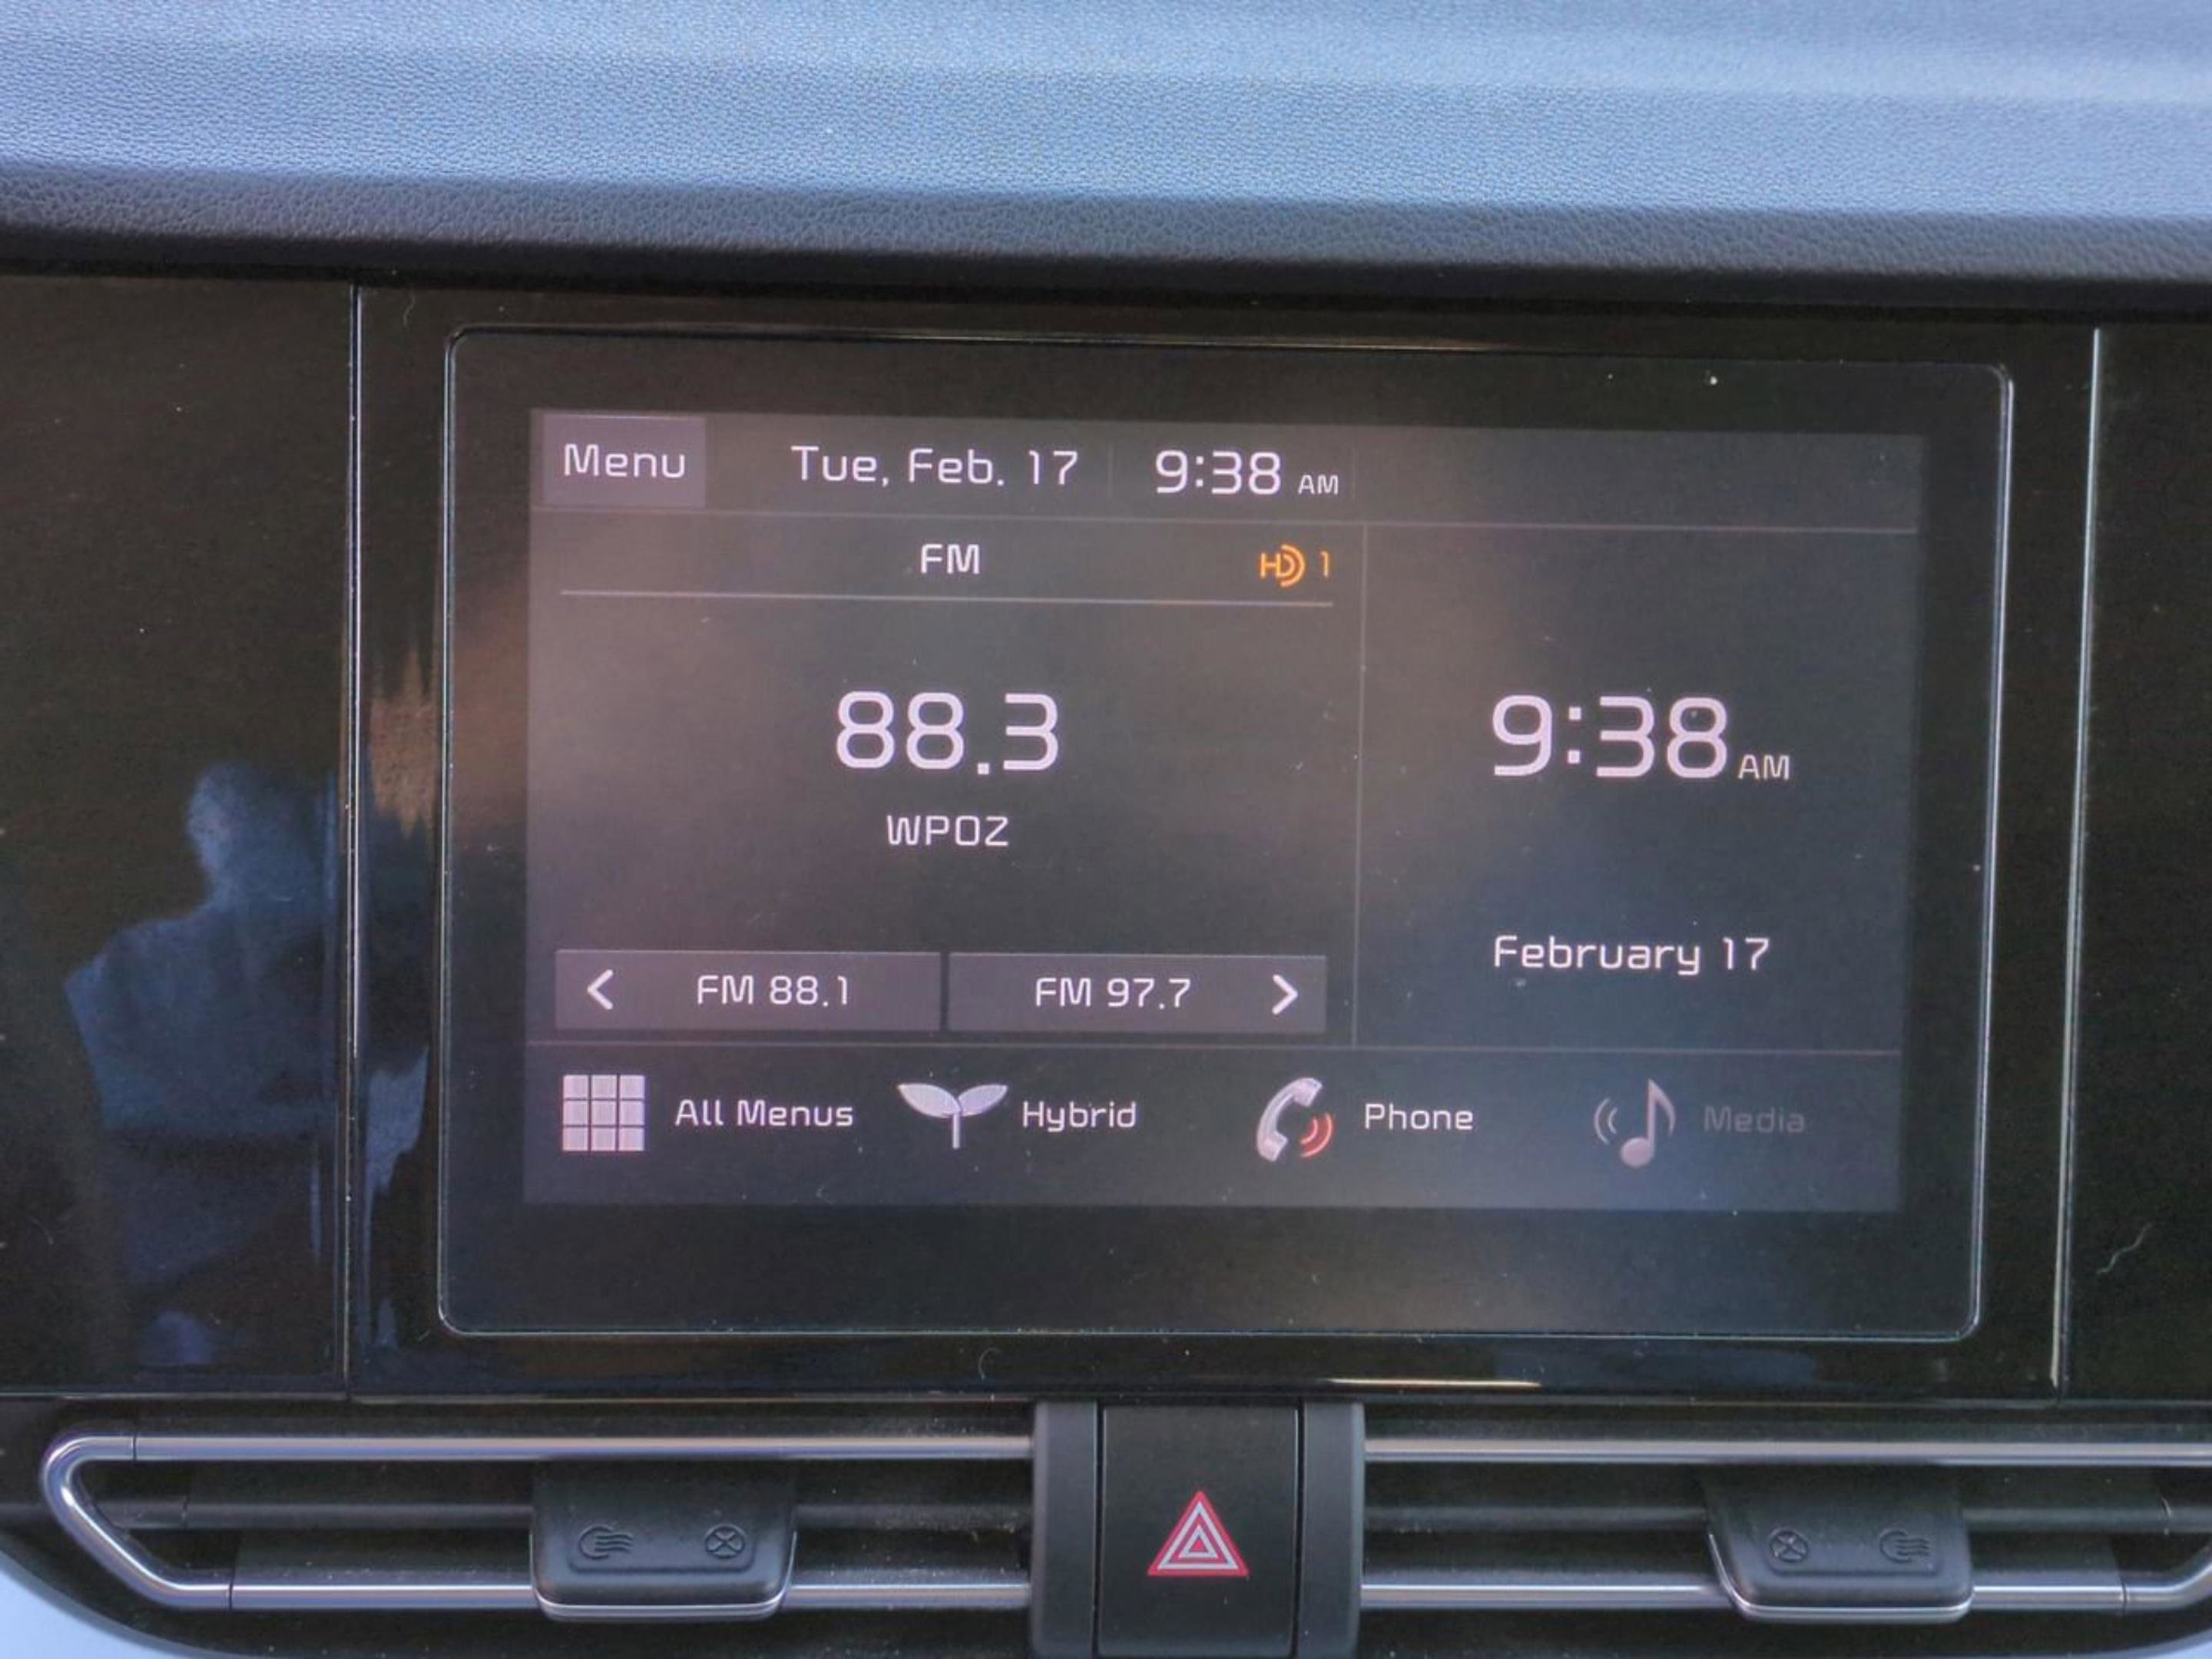 Menu Tue, Feb. 17 9:38 AM
FM HD 1
88.3
WPOZ
9:38 AM
February 17
< FM 88.1 FM 97.7 >
All Menus Hybrid Phone Media